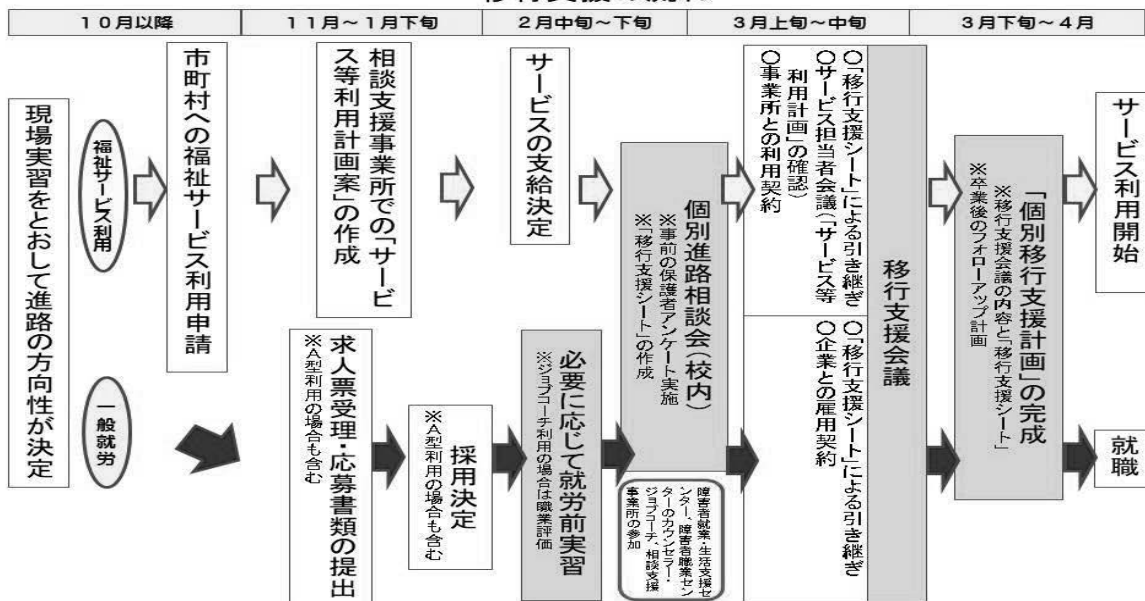 10月以降
11月～1月下旬
2月中旬～下旬
3月上旬～中旬
3月下旬～4月
現場実習をとおして進路の方向性が決定
福祉サービス利用
市町村への福祉サービス利用申請
相談支援事業所での「サービ
ス等利用計画案」の作成
サービスの支給決定
個別進路相談会（校内）
※事前の保護者アンケート実施
※「移行支援シート」の作成
〇「移行支援シート」による引き継ぎ
〇サービス担当者会議（「サービス等
利用計画」の確認）
〇事業所との利用契約
移行支援会議
「個別移行支援計画」の完成
※移行支援会議の内容と「移行支援シート」
※卒業後のフォローアップ計画
サービス利用開始
一般就労
求人票受理・応募書類の提出
※A型利用の場合も含む
採用決定
※A型利用の場合も含む
必要に応じて就労前実習
※ジョブコーチ利用の場合は職業評価
障害者就業・生活支援セ
ンター、障害者職業セン
ターのカウンセラー・
ジョブコーチ、相談支援
事業所の参加
〇「移行支援シート」による引き継ぎ
〇企業との雇用契約
就職